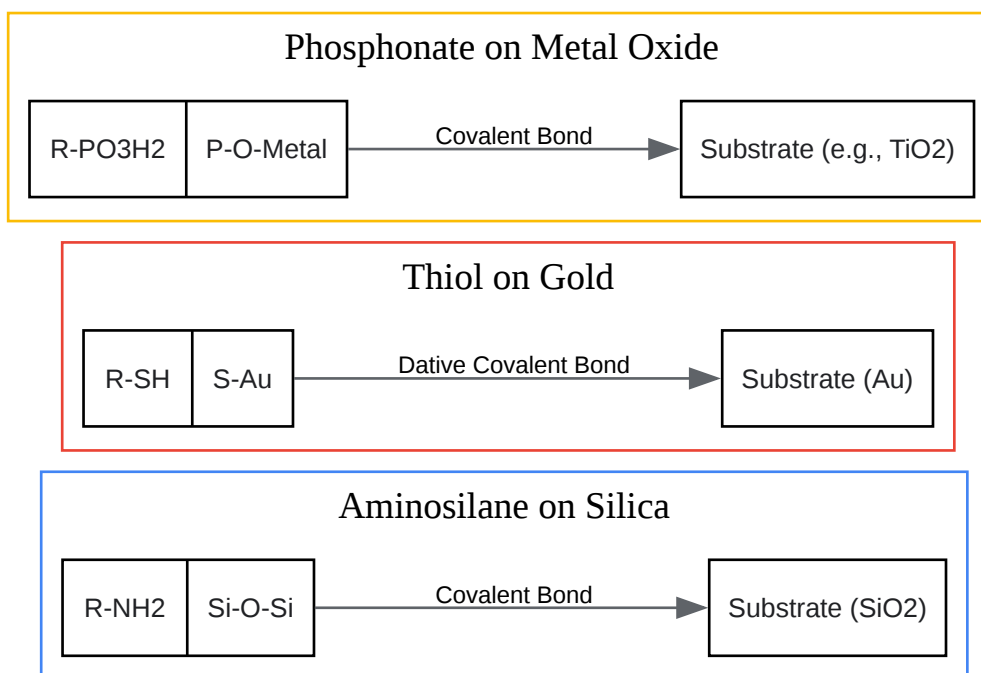 Phosphonate on Metal Oxide
R-PO3H2 P-O-Metal Covalent Bond Substrate (e.g., TiO2)
Thiol on Gold
R-SH S-Au Dative Covalent Bond Substrate (Au)
Aminosilane on Silica
R-NH2 Si-O-Si Covalent Bond Substrate (SiO2)